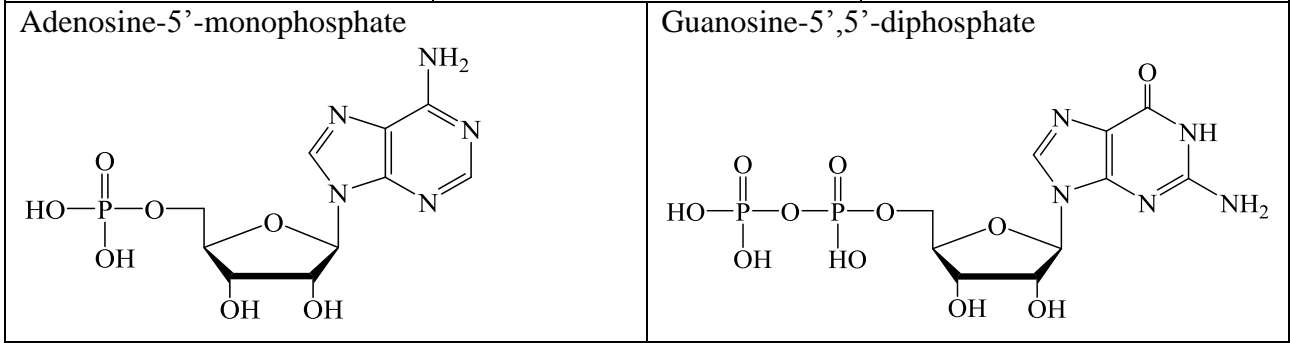 Adenosine-5’-monophosphate
NH₂
N
N
N
N
O
HO
P
O
OH
O
OH
OH
Guanosine-5’,5’-diphosphate
O
N
NH
N
N
NH₂
O
O
HO
P
O
P
O
OH
HO
O
OH
OH